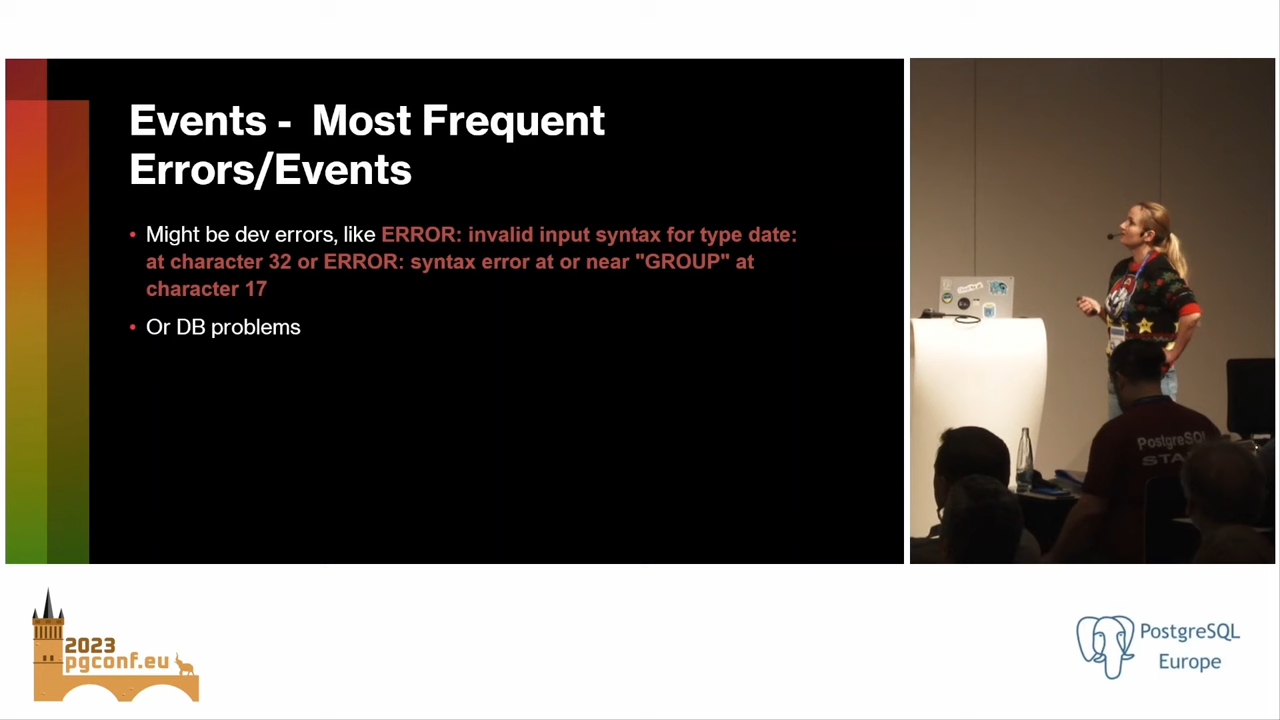 Events -  Most Frequent
Errors/Events
• Might be dev errors, like ERROR: invalid input syntax for type date:
at character 32 or ERROR: syntax error at or near "GROUP" at
character 17
• Or DB problems
PostgreSQL
STA
2023
pgconf.eu
PostgreSQL
Europe